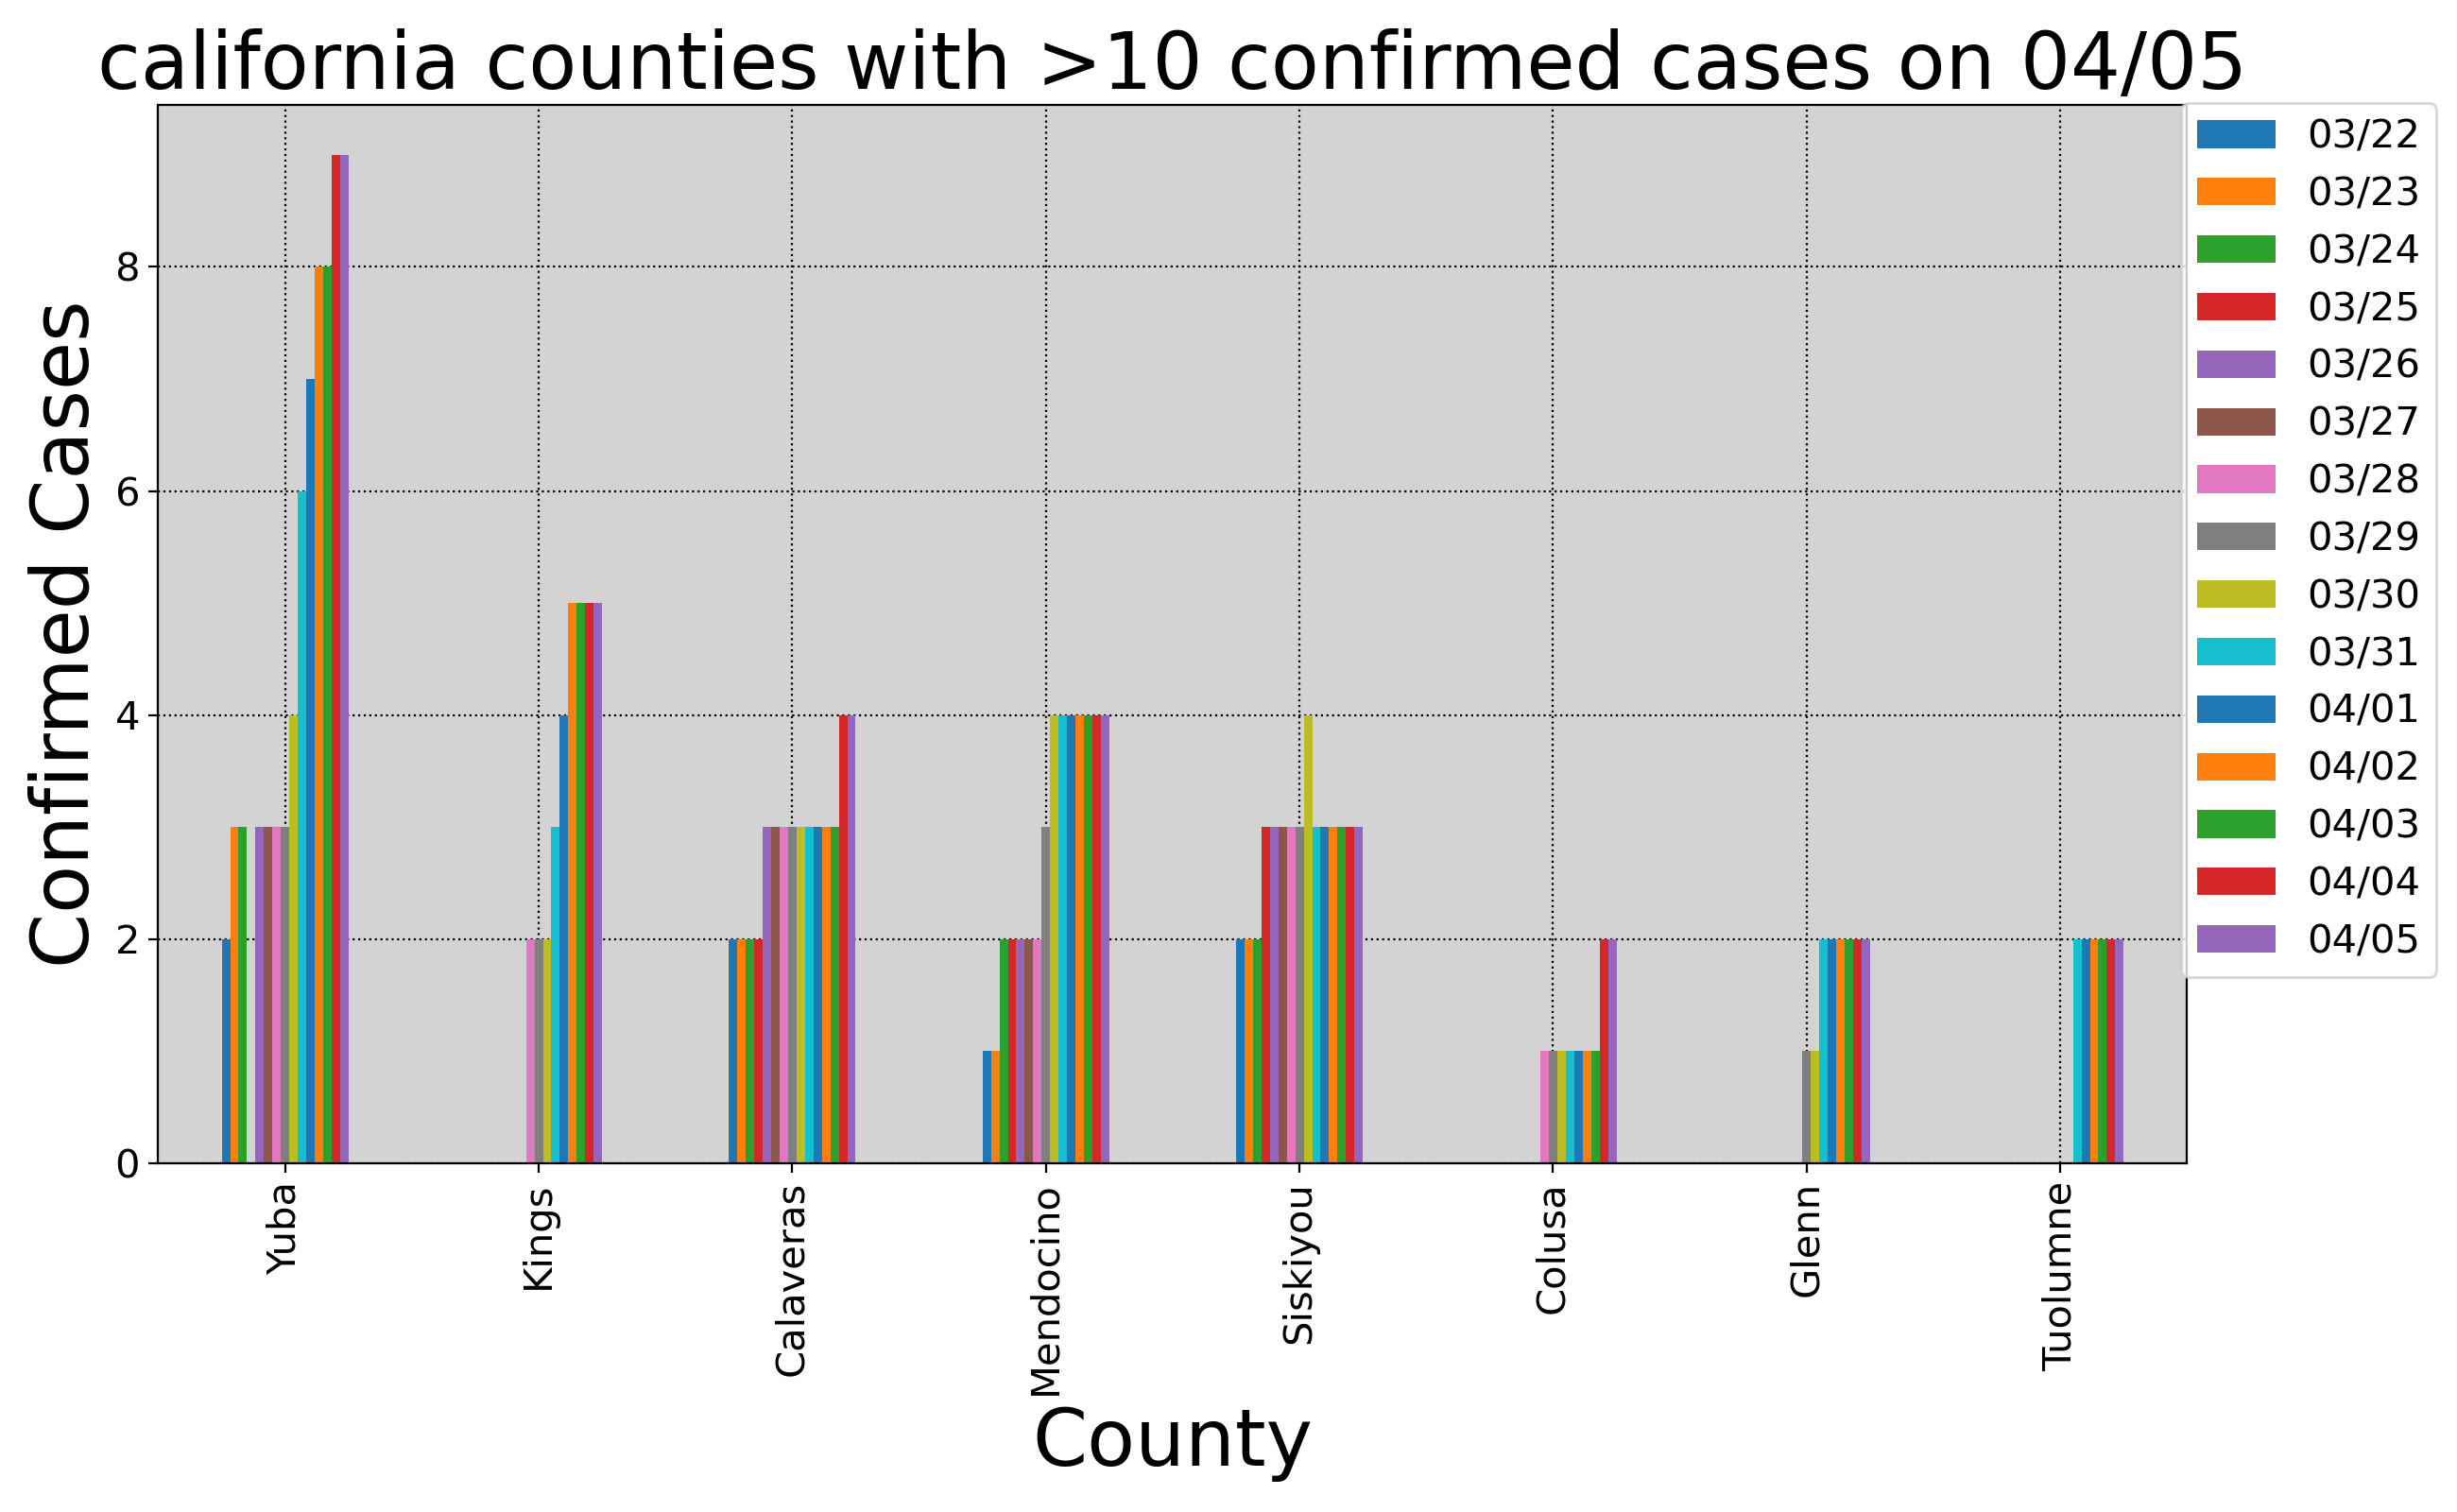 california counties with >10 confirmed cases on 04/05
Confirmed Cases
8
6
4
2
0
03/22
03/23
03/24
03/25
03/26
03/27
03/28
03/29
03/30
03/31
04/01
04/02
04/03
04/04
04/05
Yuba
Kings
Calaveras
Mendocino
Siskiyou
Colusa
Glenn
Tuolumne
County